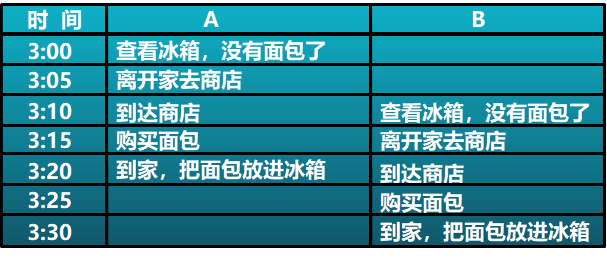 时 间 A B
3:00 查看冰箱，没有面包了
3:05 离开家去商店
3:10 到达商店 查看冰箱，没有面包了
3:15 购买面包 离开家去商店
3:20 到家，把面包放进冰箱 到达商店
3:25 购买面包
3:30 到家，把面包放进冰箱